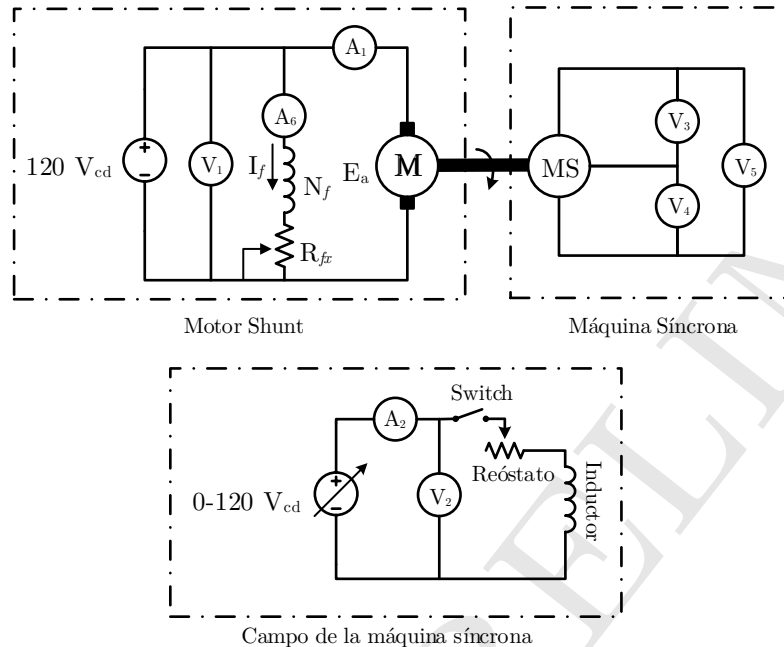 A1
A6
120 Vcd
V1
If
Nf
Rfx
Ea
M
MS
V3
V4
V5
Motor Shunt
Máquina Síncrona
Switch
A2
Reóstato
Inductor
0-120 Vcd
V2
Campo de la máquina síncrona